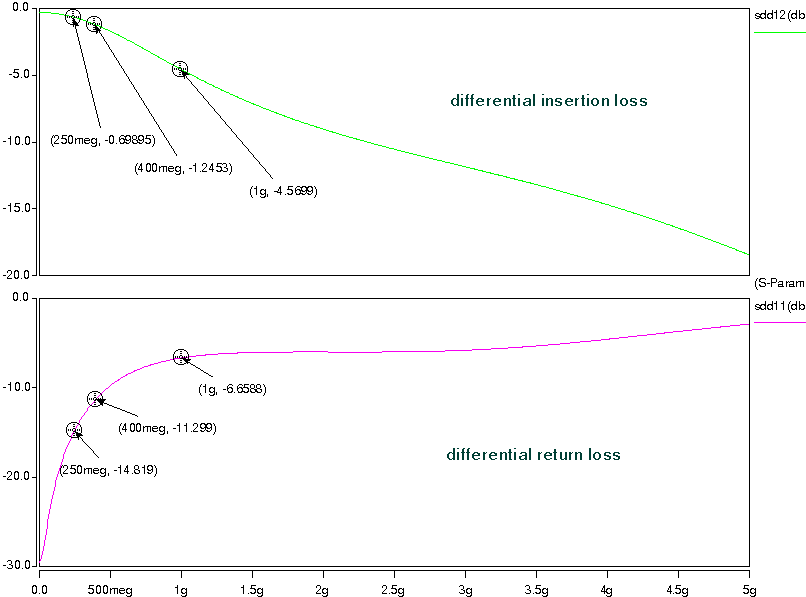 0.0
sdd12(db
-5.0
differential insertion loss
(250meg, -0.69895)
-10.0
(400meg, -1.2453)
(1g, -4.5699)
-15.0
-20.0
(S-Param
0.0
sdd11(db
-10.0
(1g, -6.6588)
(400meg, -11.299)
differential return loss
(250meg, -14.819)
-20.0
-30.0
0.0 500meg 1g 1.5g 2g 2.5g 3g 3.5g 4g 4.5g 5g